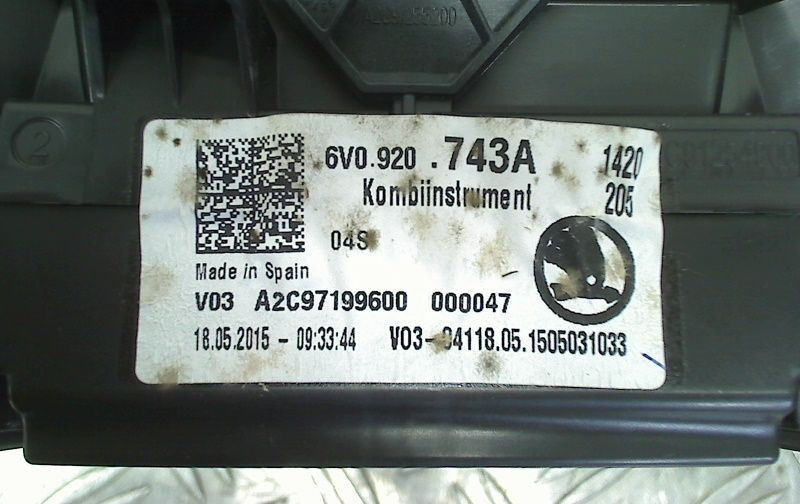 2
6V0.920 .743A 1420
Kombiinstrument 205
04S
Made in Spain
V03 A2C97199600 000047
18.05.2015 - 09:33:44 V03-04118.05.1505031033